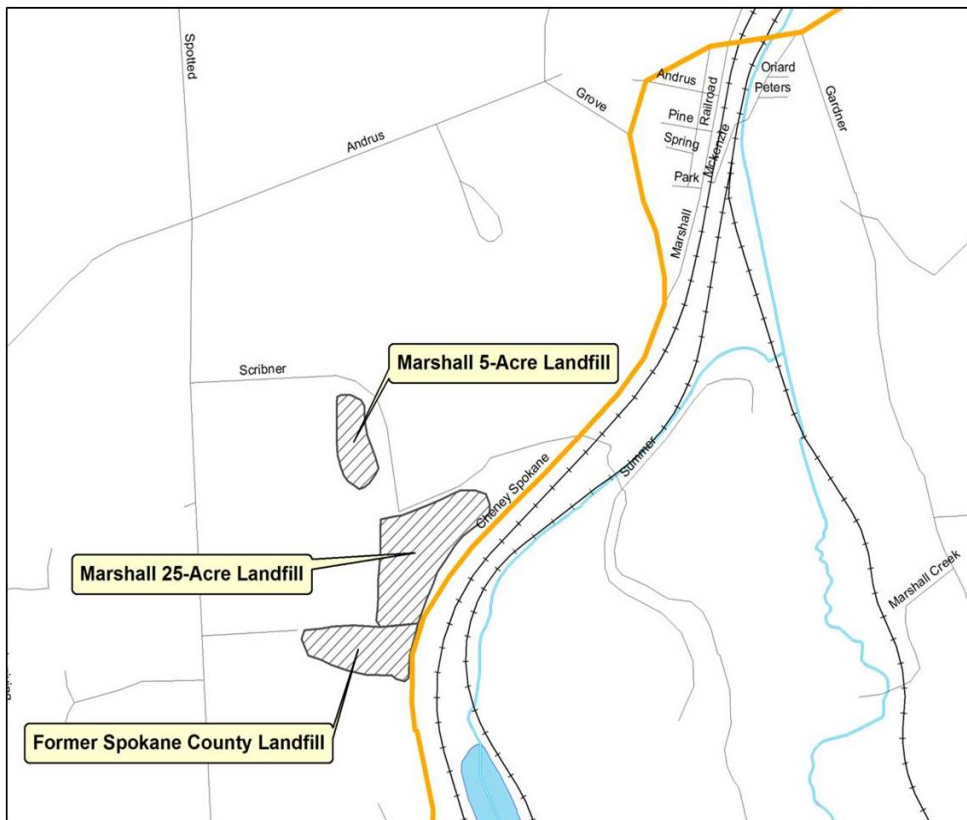 Spotted
Oriard
Andrus
Peters
Railroad
Grove
Gardner
Pine
Andrus
Spring
Mckenzie
Park
Marshall
Marshall 5-Acre Landfill
Scribner
Cheney Spokane
Summer
Marshall 25-Acre Landfill
Marshall Creek
Former Spokane County Landfill